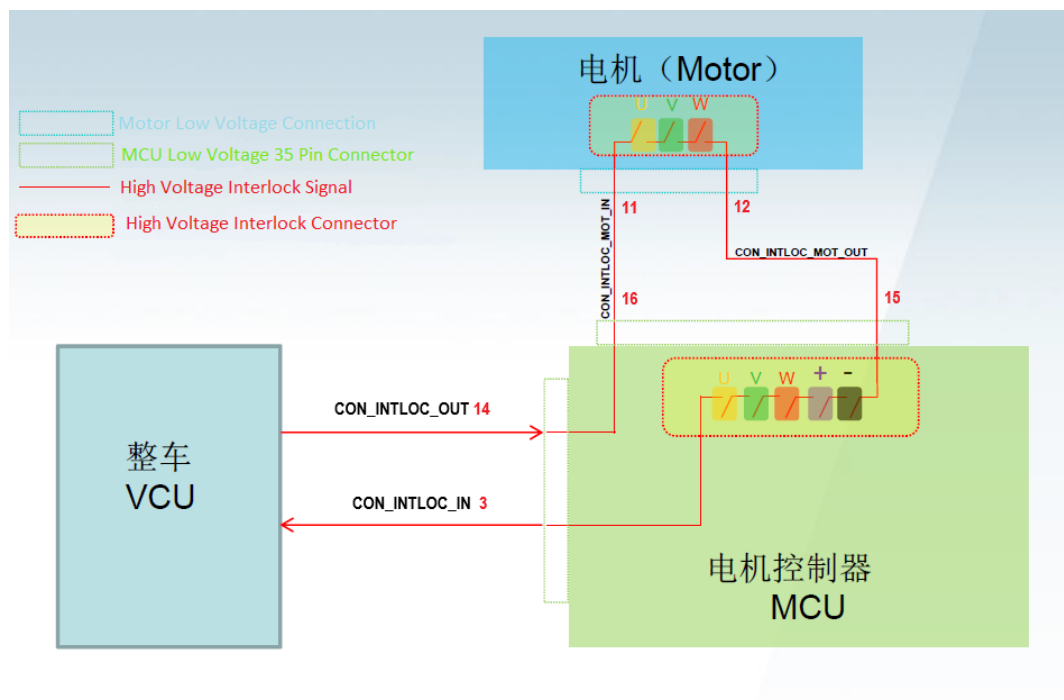 电机（Motor）
U V W
Motor Low Voltage Connection
MCU Low Voltage 35 Pin Connector
High Voltage Interlock Signal
High Voltage Interlock Connector
11
12
CON_INTLOC_MOT_IN
CON_INTLOC_MOT_OUT
16
15
U V W + -
CON_INTLOC_OUT 14
整车
VCU
CON_INTLOC_IN 3
电机控制器
MCU